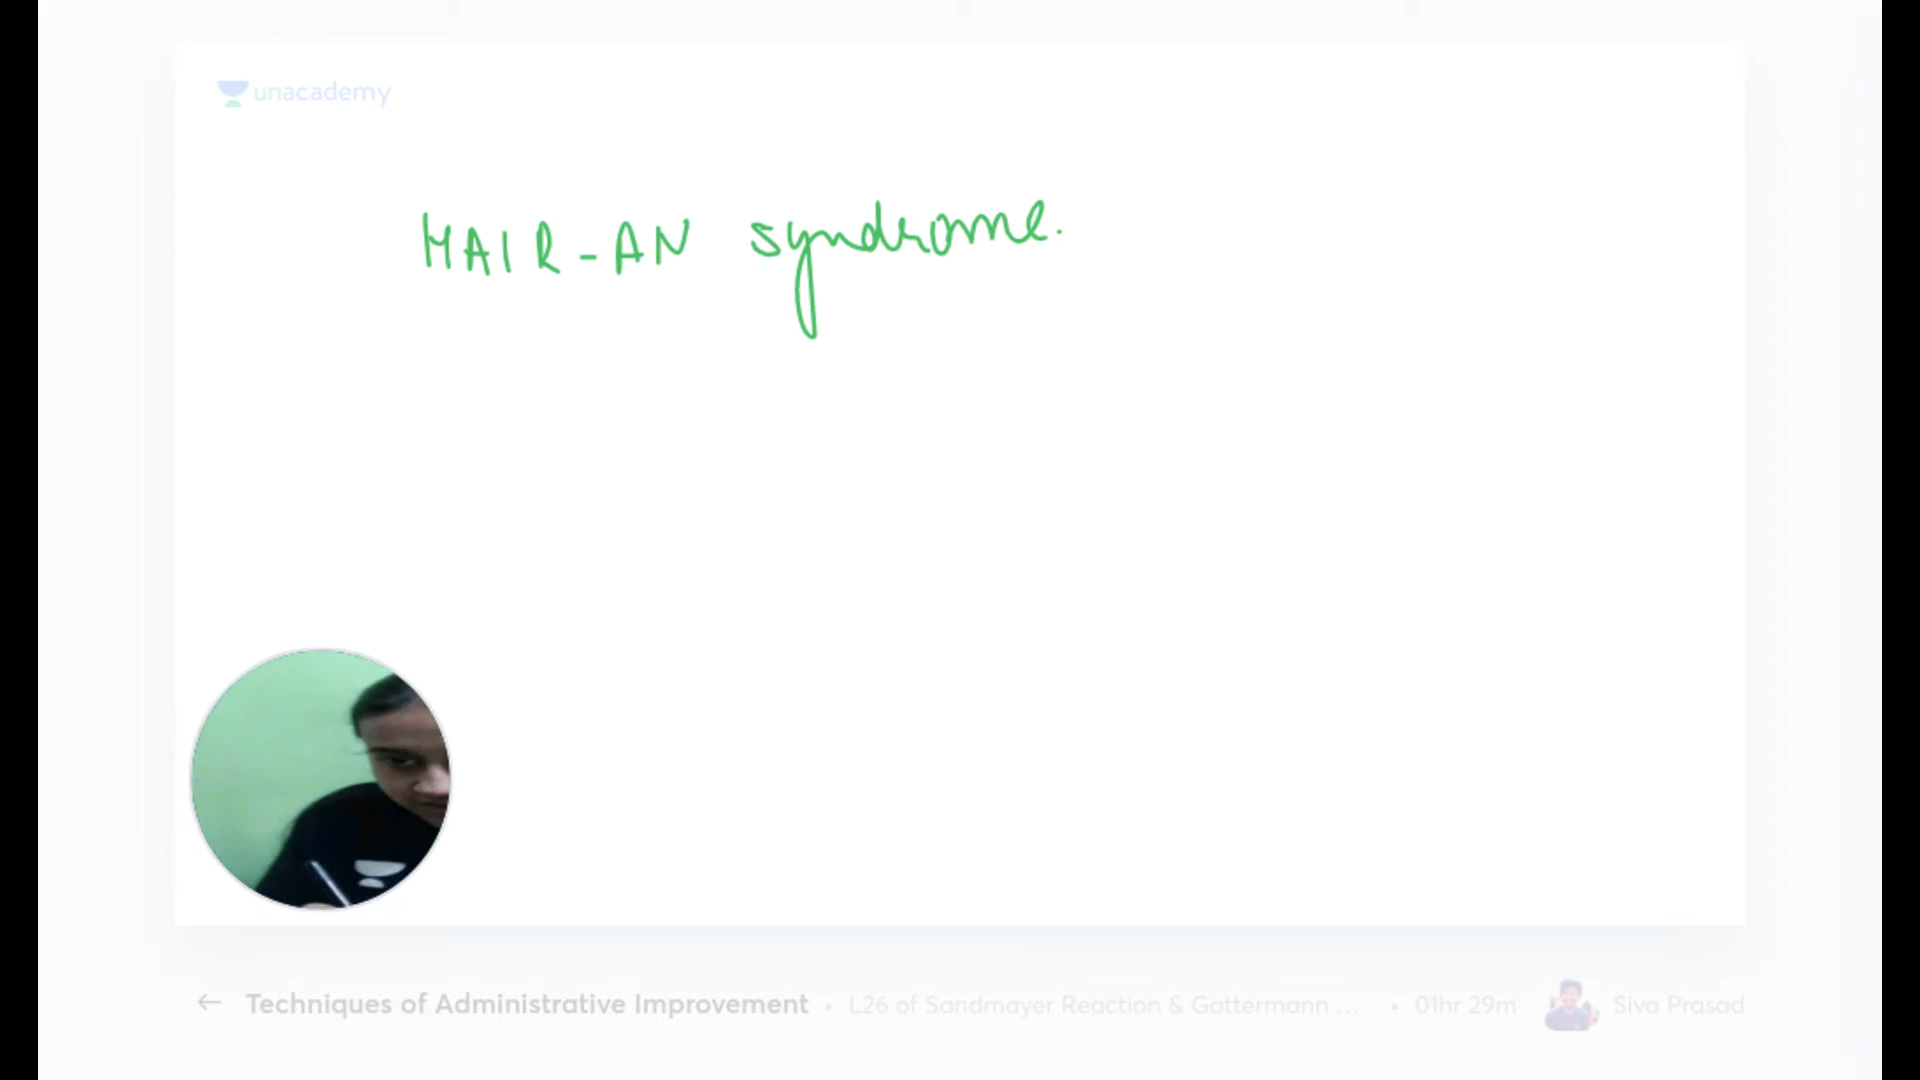 unacademy
HAIR-AN syndrome.
← Techniques of Administrative Improvement • L26 of Sandmayer Reaction & Gattermann ... • 01hr 29m Siva Prasad